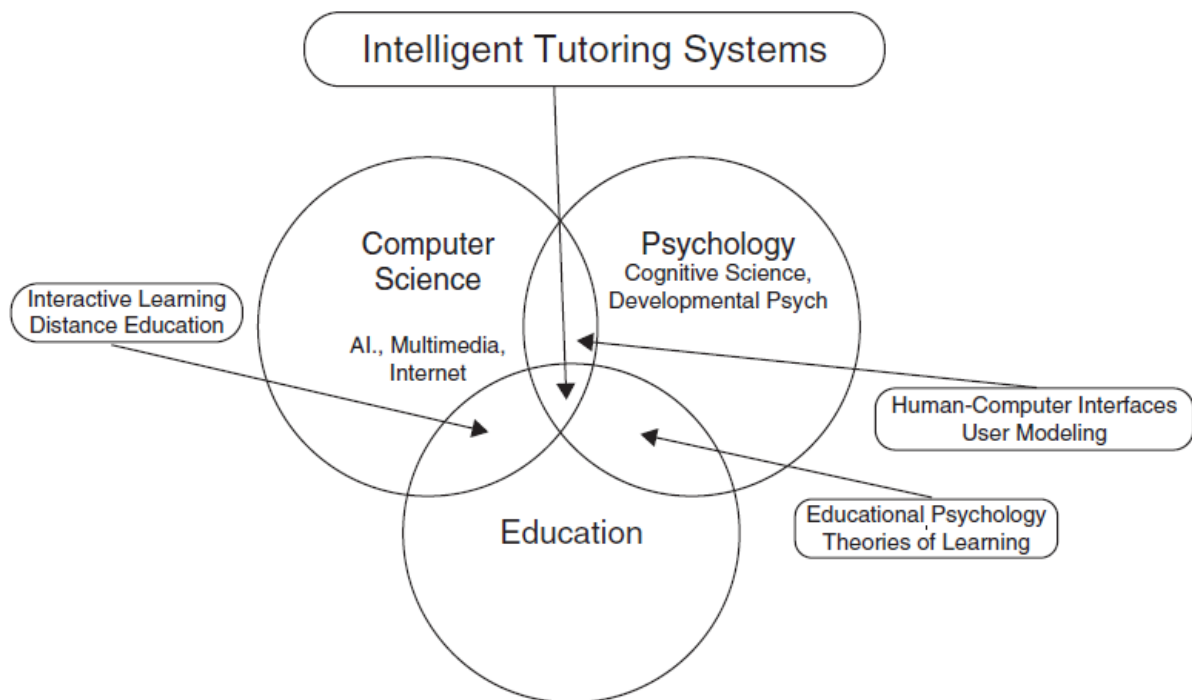 Intelligent Tutoring Systems
Computer
Science
AI., Multimedia,
Internet
Psychology
Cognitive Science,
Developmental Psych
Interactive Learning
Distance Education
Human-Computer Interfaces
User Modeling
Educational Psychology
Theories of Learning
Education